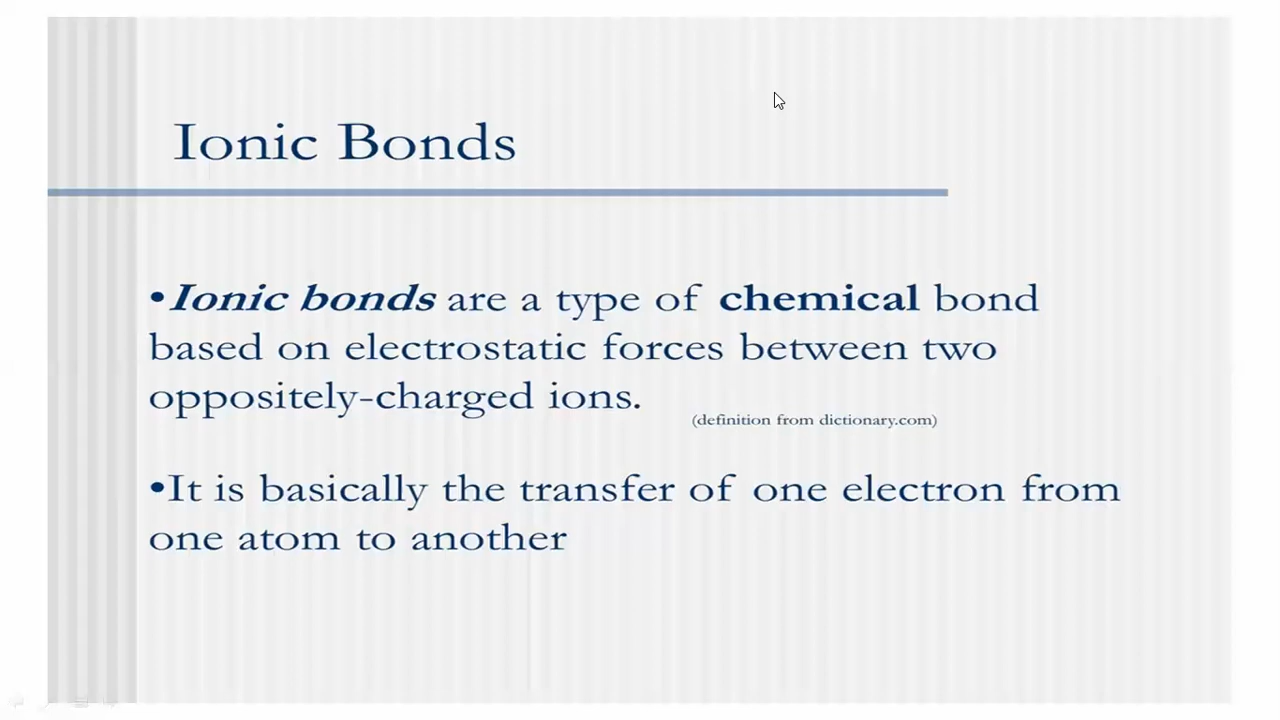 Ionic Bonds
•Ionic bonds are a type of chemical bond
based on electrostatic forces between two
oppositely-charged ions.
(definition from dictionary.com)
•It is basically the transfer of one electron from
one atom to another